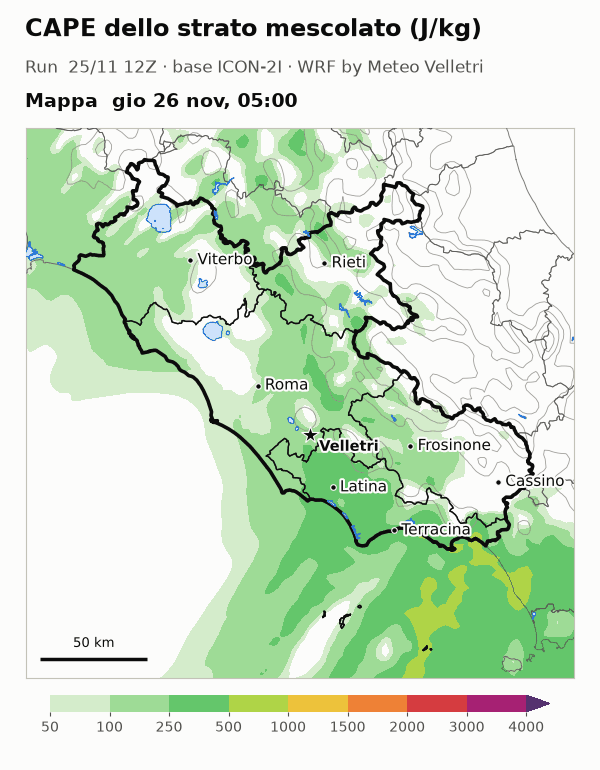 CAPE dello strato mescolato (J/kg)
Run  25/11 12Z · base ICON-2I · WRF by Meteo Velletri
Mappa  gio 26 nov, 05:00
Viterbo
Rieti
Roma
Velletri
Frosinone
Cassino
Latina
Terracina
50 km
50 100 250 500 1000 1500 2000 3000 4000